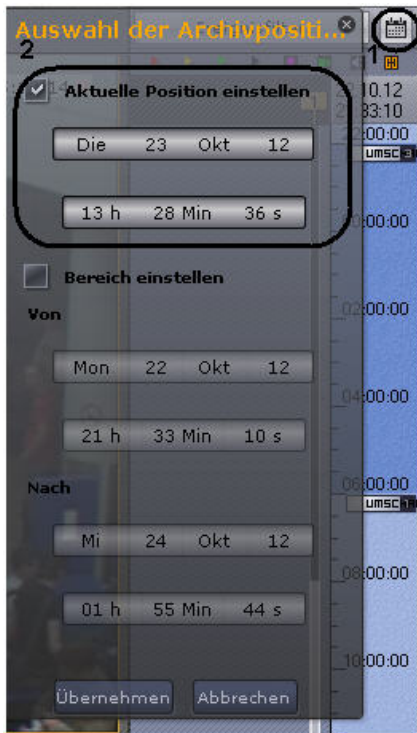 Auswahl der Archivpositi...
2
1
Aktuelle Position einstellen
Die 23 Okt 12
13 h 28 Min 36 s
Bereich einstellen
Von
Mon 22 Okt 12
21 h 33 Min 10 s
Nach
Mi 24 Okt 12
01 h 55 Min 44 s
Übernehmen
Abbrechen
10.12
33:10
22:00:00
UMSC
00:00
02:00:00
04:00:00
06:00:00
UMSC
08:00:00
10:00:00